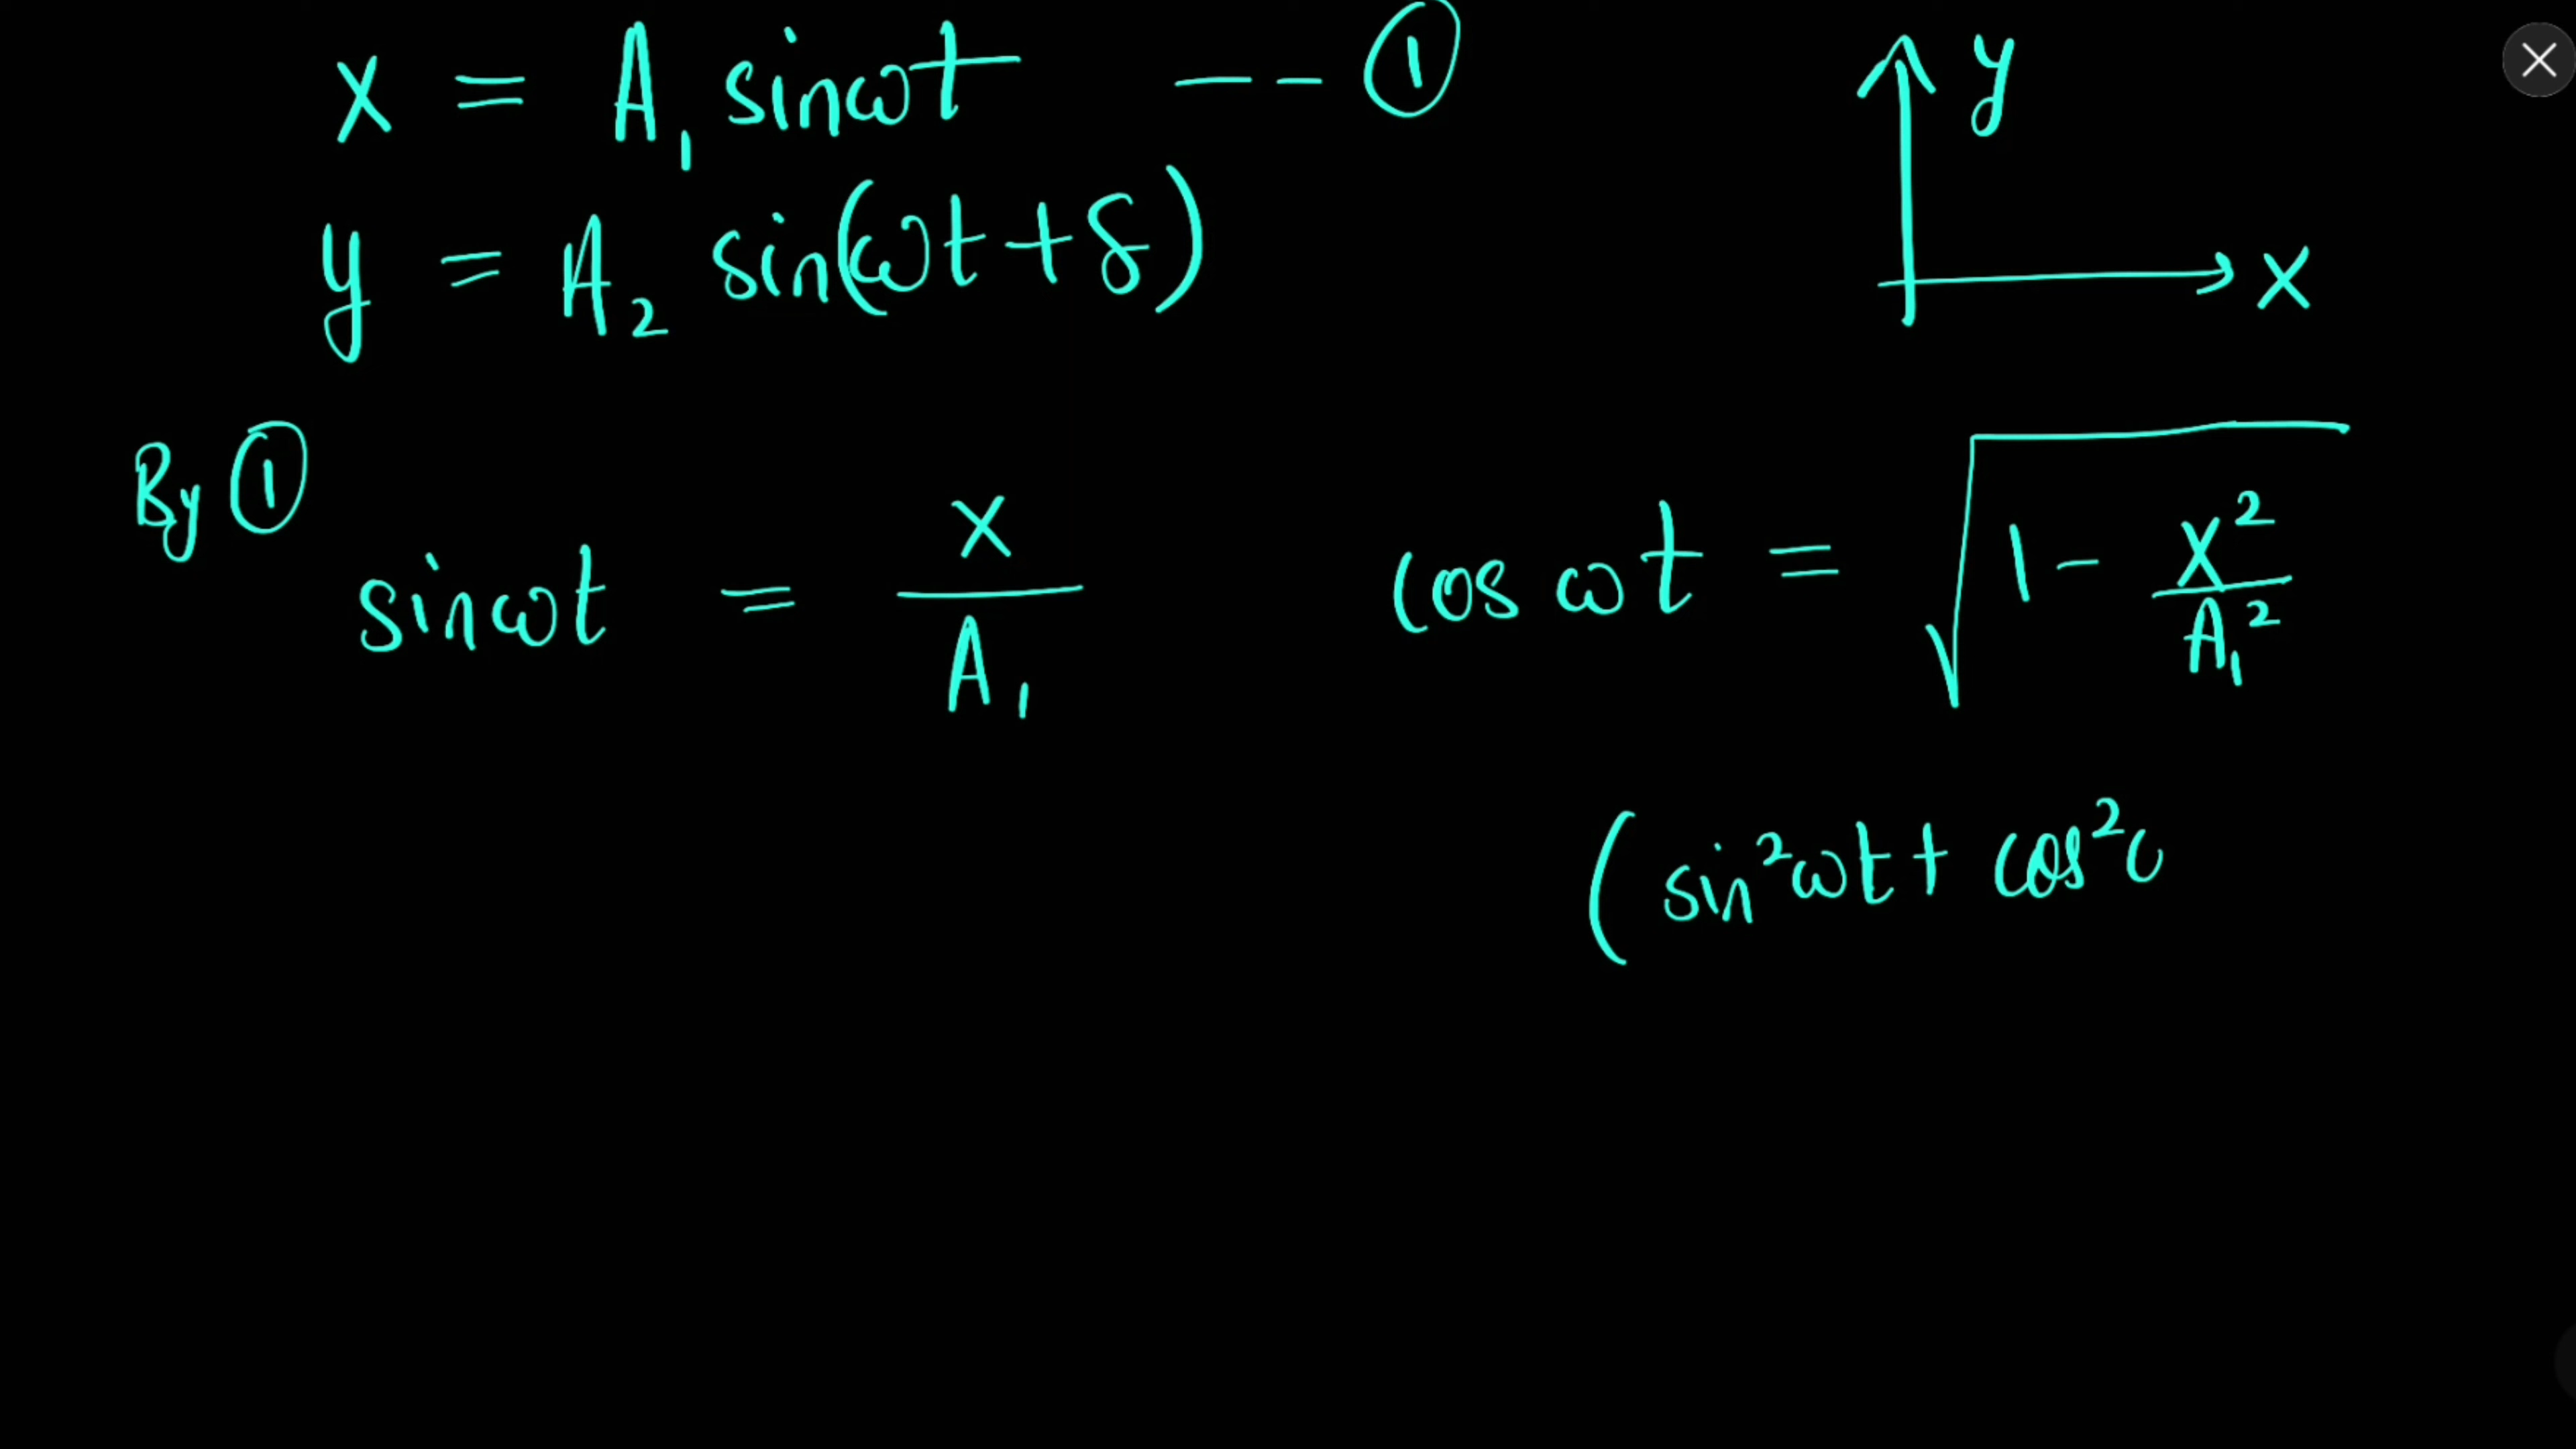 x = A₁ sinωt -- ①
y
y = A₂ sin(ωt + δ)
x
By ①
sinωt = x/A₁
cos ωt = √(1 - x²/A₁²)
(sin²ωt + cos²